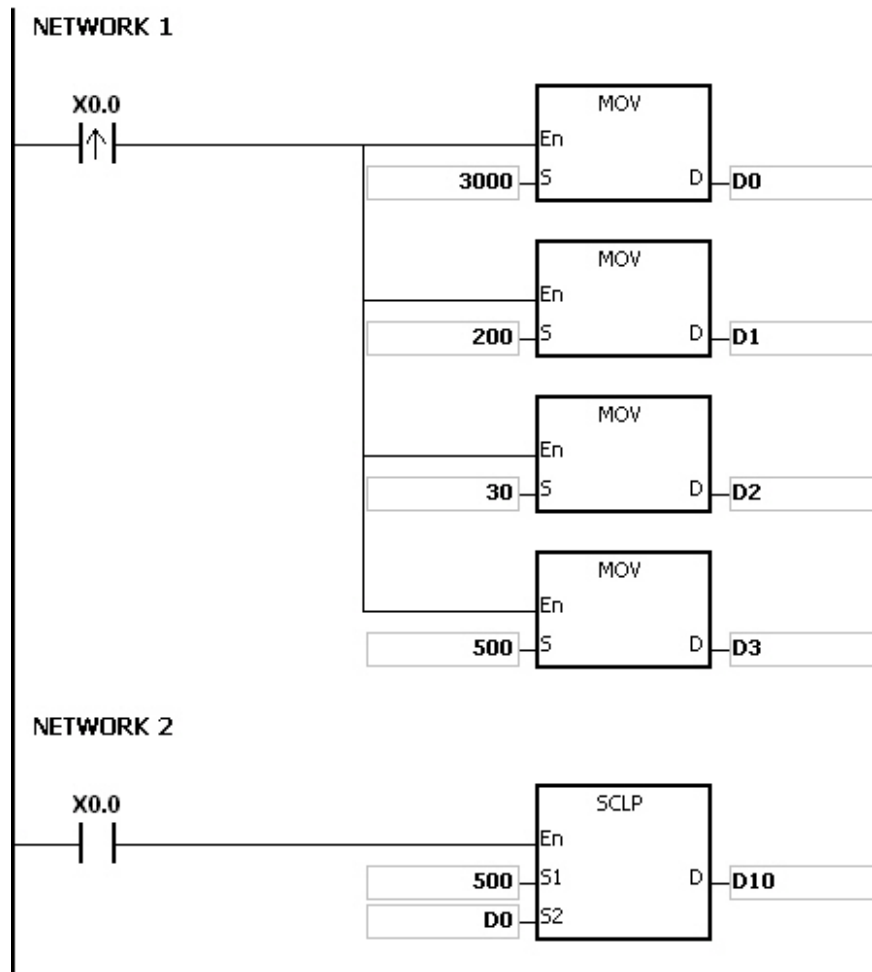 NETWORK 1
X0.0
MOV
En
3000 S D D0
MOV
En
200 S D D1
MOV
En
30 S D D2
MOV
En
500 S D D3
NETWORK 2
X0.0
SCLP
En
500 S1 D D10
D0 S2